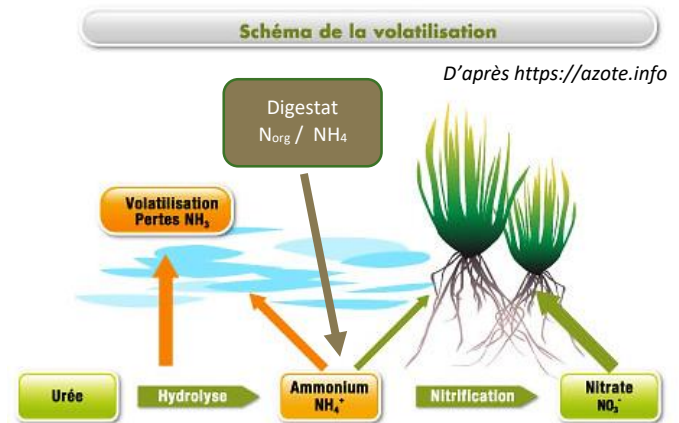 Schéma de la volatilisation
D'après https://azote.info
Digestat
Norg / NH4
Volatilisation
Pertes NH3
Urée
Hydrolyse
Ammonium
NH4+
Nitrification
Nitrate
NO3-